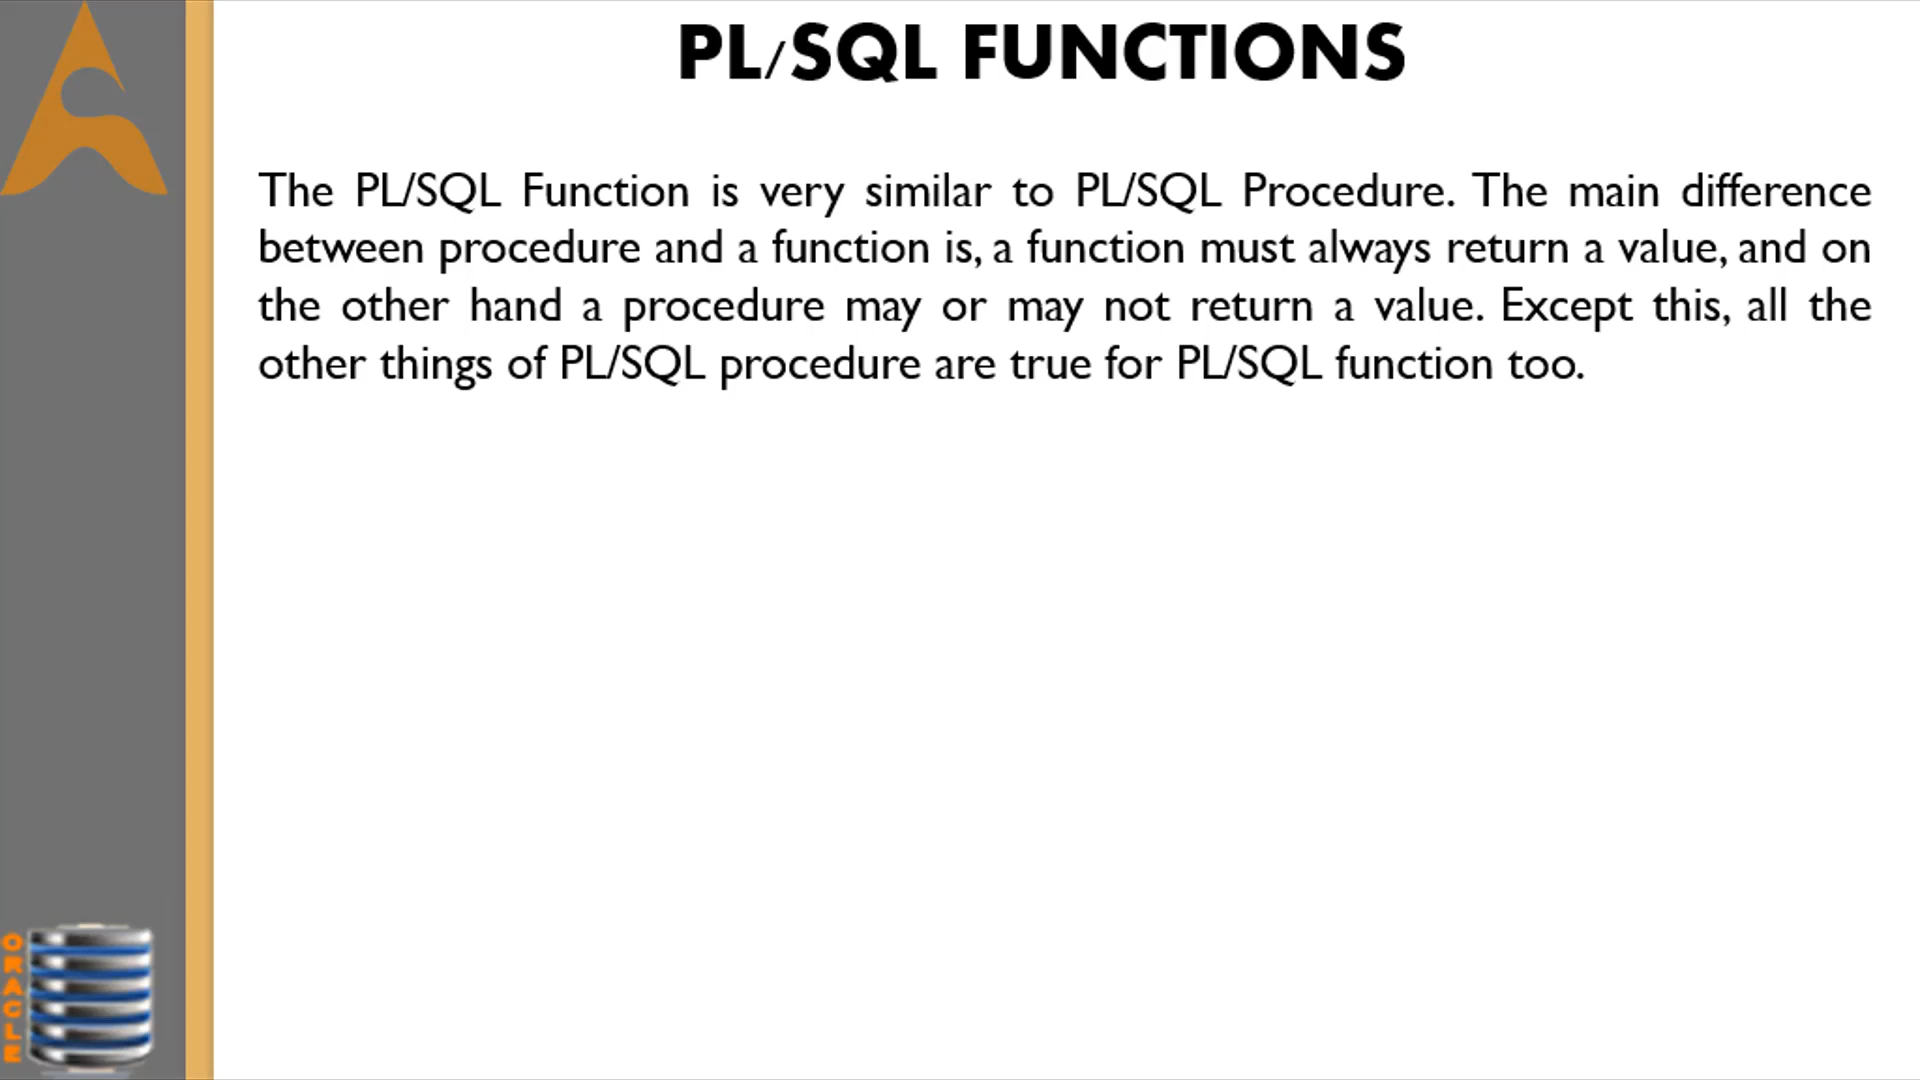 PL/SQL FUNCTIONS
The PL/SQL Function is very similar to PL/SQL Procedure. The main difference
between procedure and a function is, a function must always return a value, and on
the other hand a procedure may or may not return a value. Except this, all the
other things of PL/SQL procedure are true for PL/SQL function too.
ORACLE